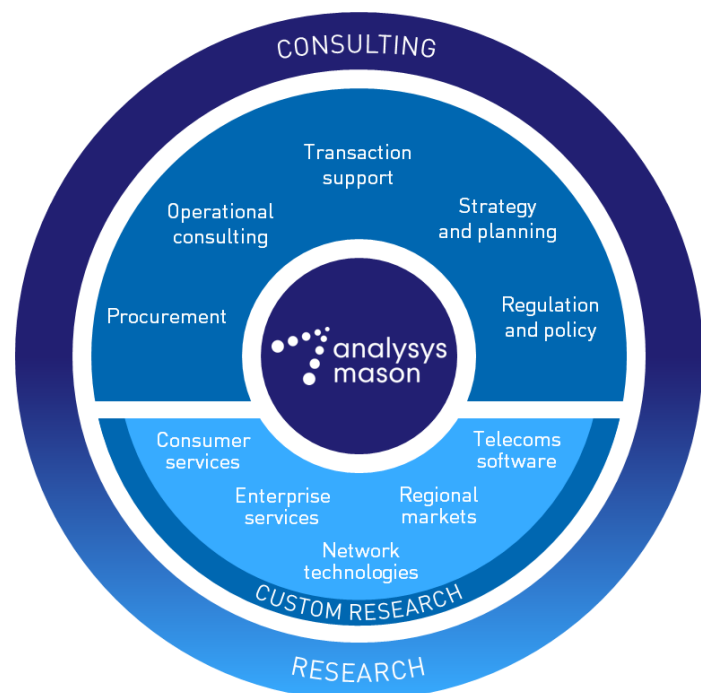 CONSULTING
Transaction
support
Operational
consulting
Strategy
and planning
Procurement
Regulation
and policy
analysys
mason
Consumer
services
Telecoms
software
Enterprise
services
Regional
markets
Network
technologies
CUSTOM RESEARCH
RESEARCH